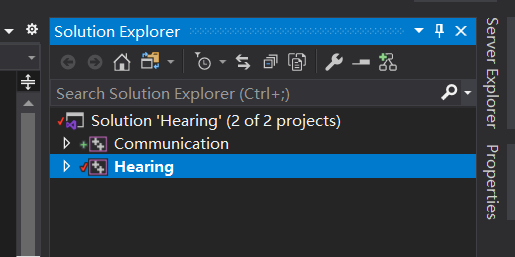 Solution Explorer
Search Solution Explorer (Ctrl+;)
Solution 'Hearing' (2 of 2 projects)
Communication
Hearing
Server Explorer
Properties